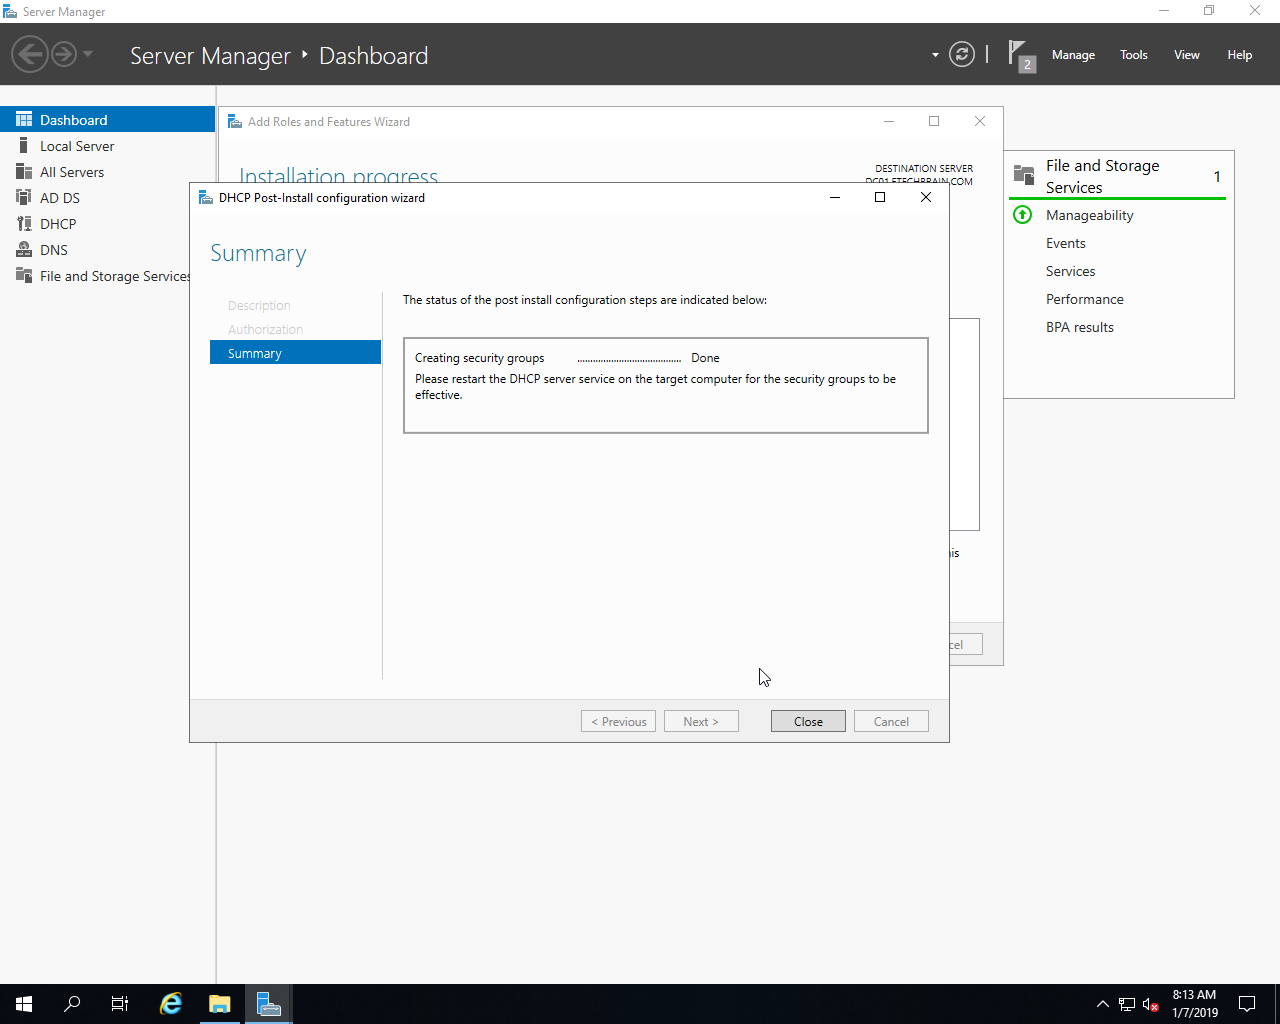 Server Manager
Server Manager ‣ Dashboard
2
Manage
Tools
View
Help
Dashboard
Local Server
All Servers
AD DS
DHCP
DNS
File and Storage Services
Add Roles and Features Wizard
Installation progress
DESTINATION SERVER
DC01.ETECHBRAIN.COM
DHCP Post-Install configuration wizard
Summary
Description
Authorization
Summary
The status of the post install configuration steps are indicated below:
Creating security groups ........................................ Done
Please restart the DHCP server service on the target computer for the security groups to be
effective.
< Previous
Next >
Close
Cancel
File and Storage
Services
1
Manageability
Events
Services
Performance
BPA results
8:13 AM
1/7/2019